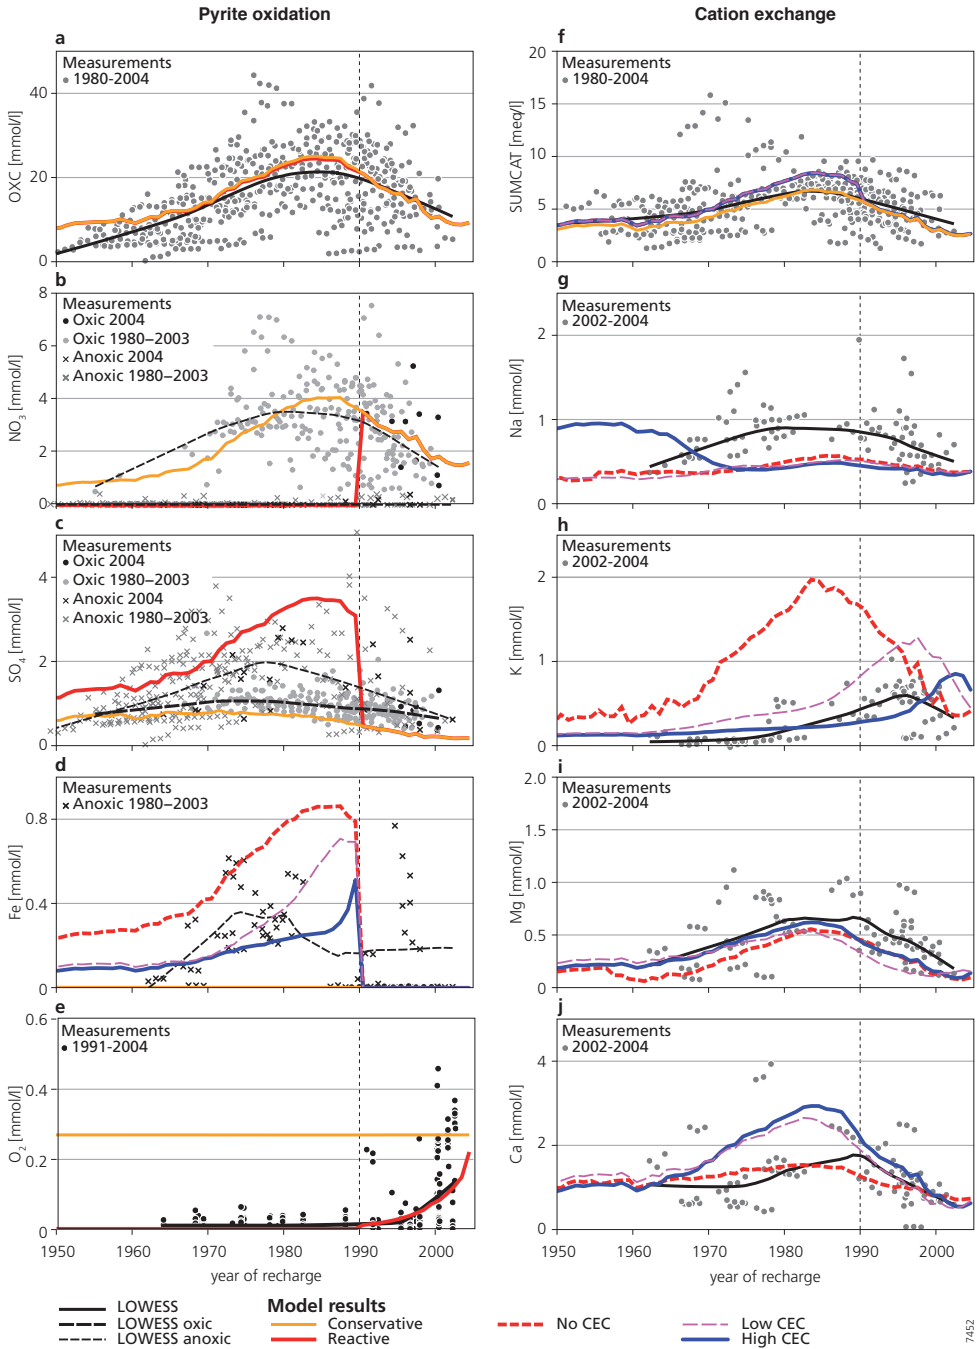 Pyrite oxidation
Cation exchange
a
Measurements
1980-2004
OXC [mmol/l]
40
20
0
b
Measurements
Oxic 2004
Oxic 1980–2003
Anoxic 2004
Anoxic 1980–2003
NO3 [mmol/l]
8
6
4
2
0
c
Measurements
Oxic 2004
Oxic 1980–2003
Anoxic 2004
Anoxic 1980–2003
SO4 [mmol/l]
4
2
0
d
Measurements
Anoxic 1980–2003
Fe [mmol/l]
0.8
0.4
0
e
Measurements
1991-2004
O2 [mmol/l]
0.6
0.4
0.2
0
1950 1960 1970 1980 1990 2000
year of recharge
f
Measurements
1980-2004
SUMCAT [meq/l]
20
15
10
5
0
g
Measurements
2002-2004
Na [mmol/l]
2
1
0
h
Measurements
2002-2004
K [mmol/l]
2
1
0
i
Measurements
2002-2004
Mg [mmol/l]
2.0
1.5
1.0
0.5
0
j
Measurements
2002-2004
Ca [mmol/l]
4
2
0
1950 1960 1970 1980 1990 2000
year of recharge
LOWESS
LOWESS oxic
LOWESS anoxic
Model results
Conservative
Reactive
No CEC
Low CEC
High CEC
7452